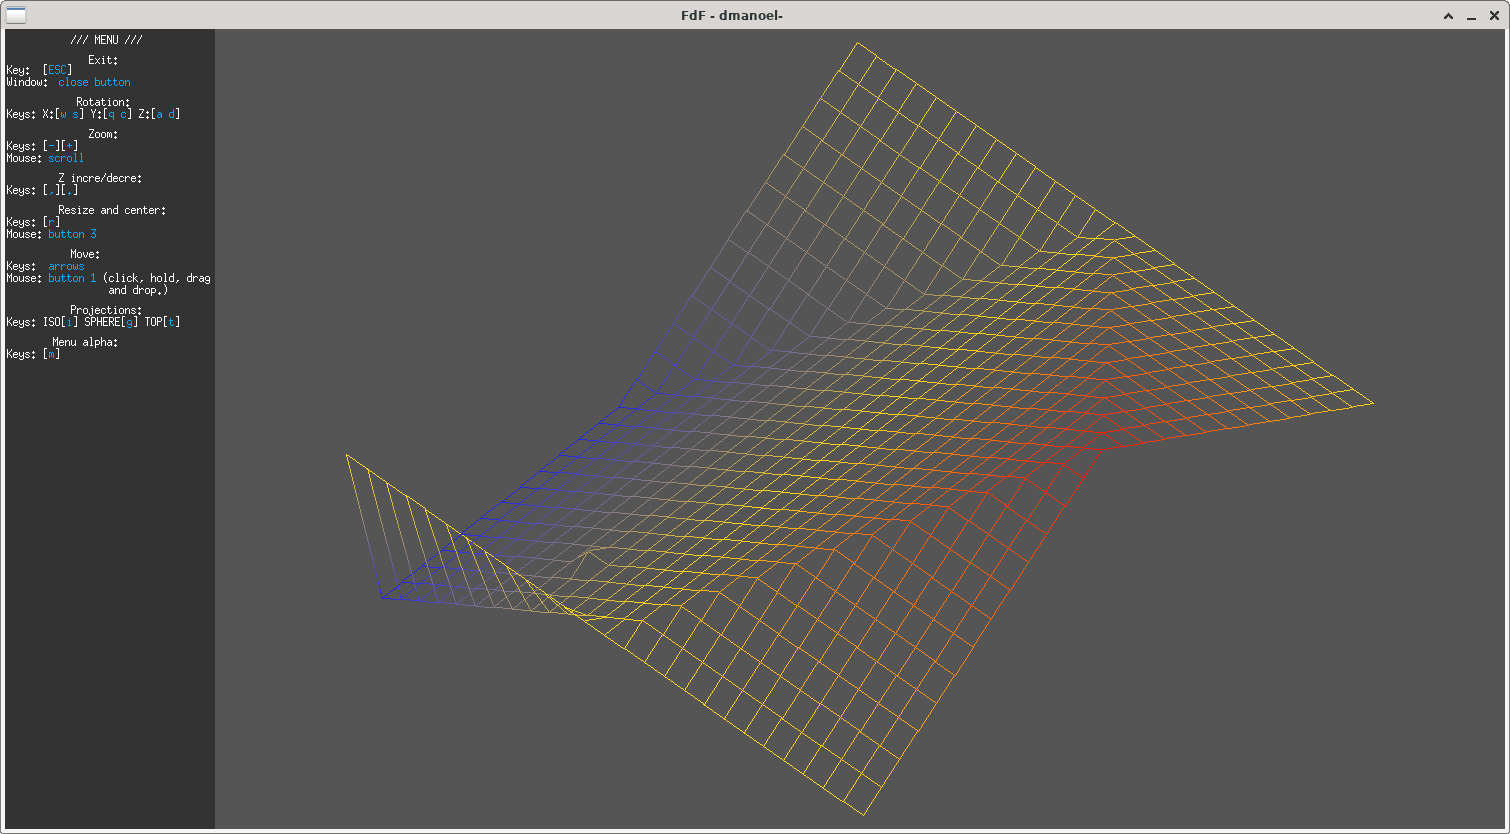 FdF - dmanoel-
/// MENU ///
Exit:
Key: [ESC]
Window: close button
Rotation:
Keys: X:[w s] Y:[q c] Z:[a d]
Zoom:
Keys: [-][+]
Mouse: scroll
Z incre/decre:
Keys: [,][.]
Resize and center:
Keys: [r]
Mouse: button 3
Move:
Keys: arrows
Mouse: button 1 (click, hold, drag
and drop.)
Projections:
Keys: ISO[i] SPHERE[g] TOP[t]
Menu alpha:
Keys: [m]